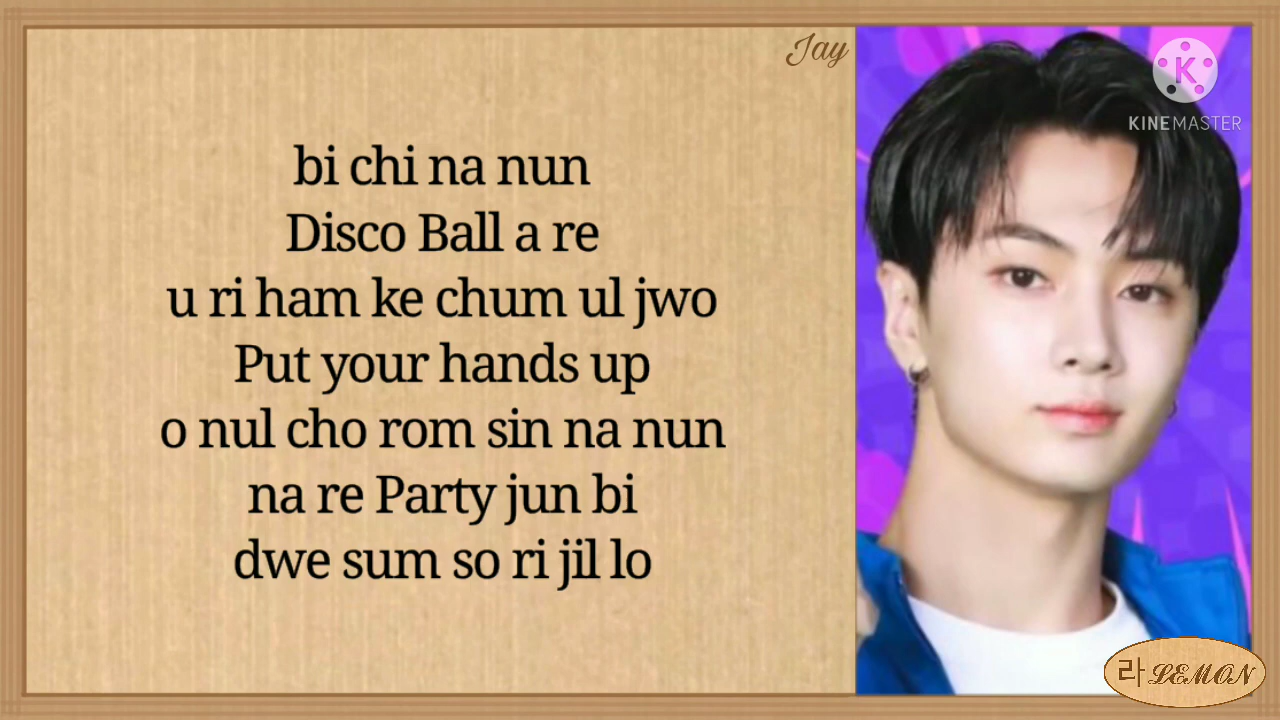 Jay
KINEMASTER
bi chi na nun
Disco Ball a re
u ri ham ke chum ul jwo
Put your hands up
o nul cho rom sin na nun
na re Party jun bi
dwe sum so ri jil lo
라 LEMON